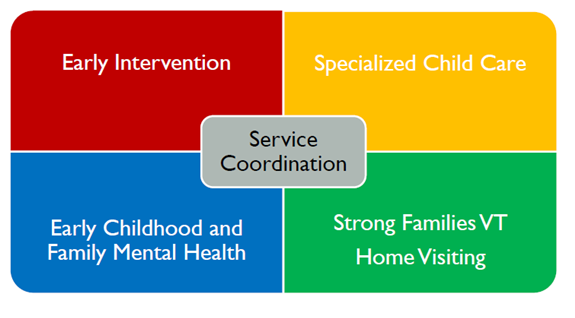 Early Intervention
Specialized Child Care
Service
Coordination
Early Childhood and
Family Mental Health
Strong Families VT
Home Visiting